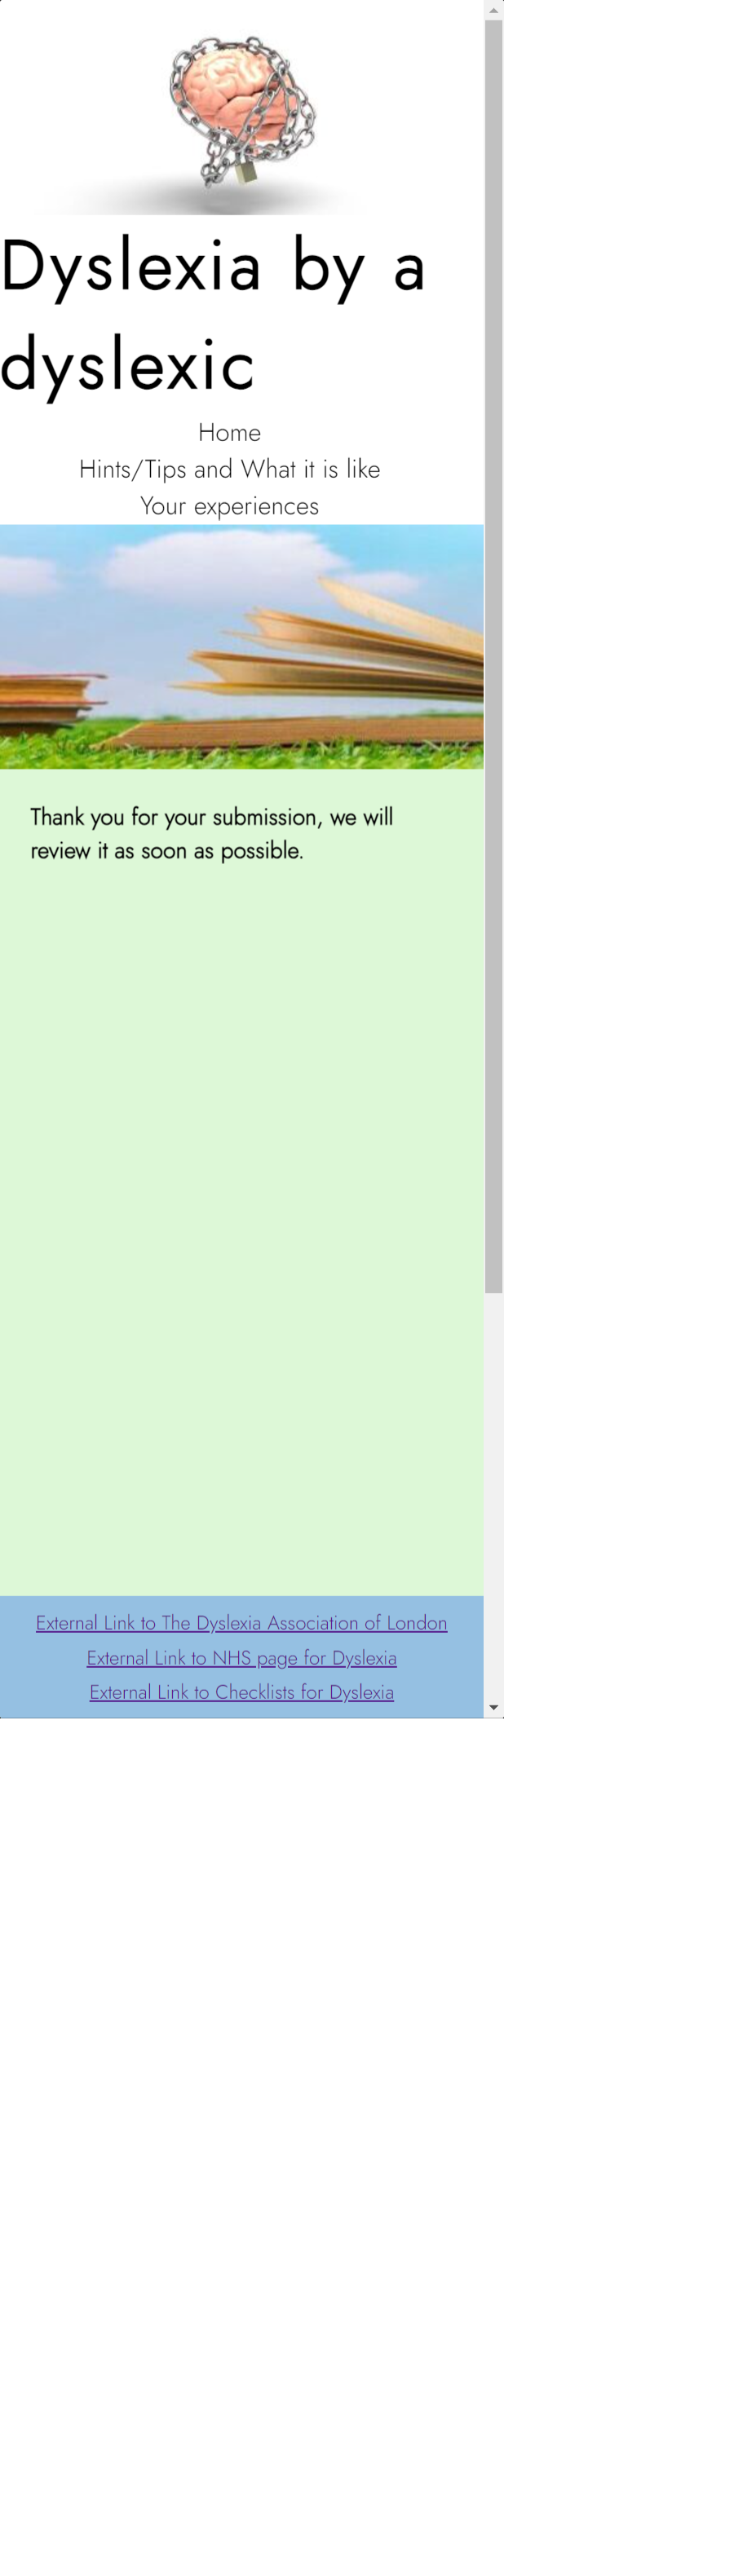 Dyslexia by a
dyslexic
Home
Hints/Tips and What it is like
Your experiences
Thank you for your submission, we will
review it as soon as possible.
External Link to The Dyslexia Association of London
External Link to NHS page for Dyslexia
External Link to Checklists for Dyslexia